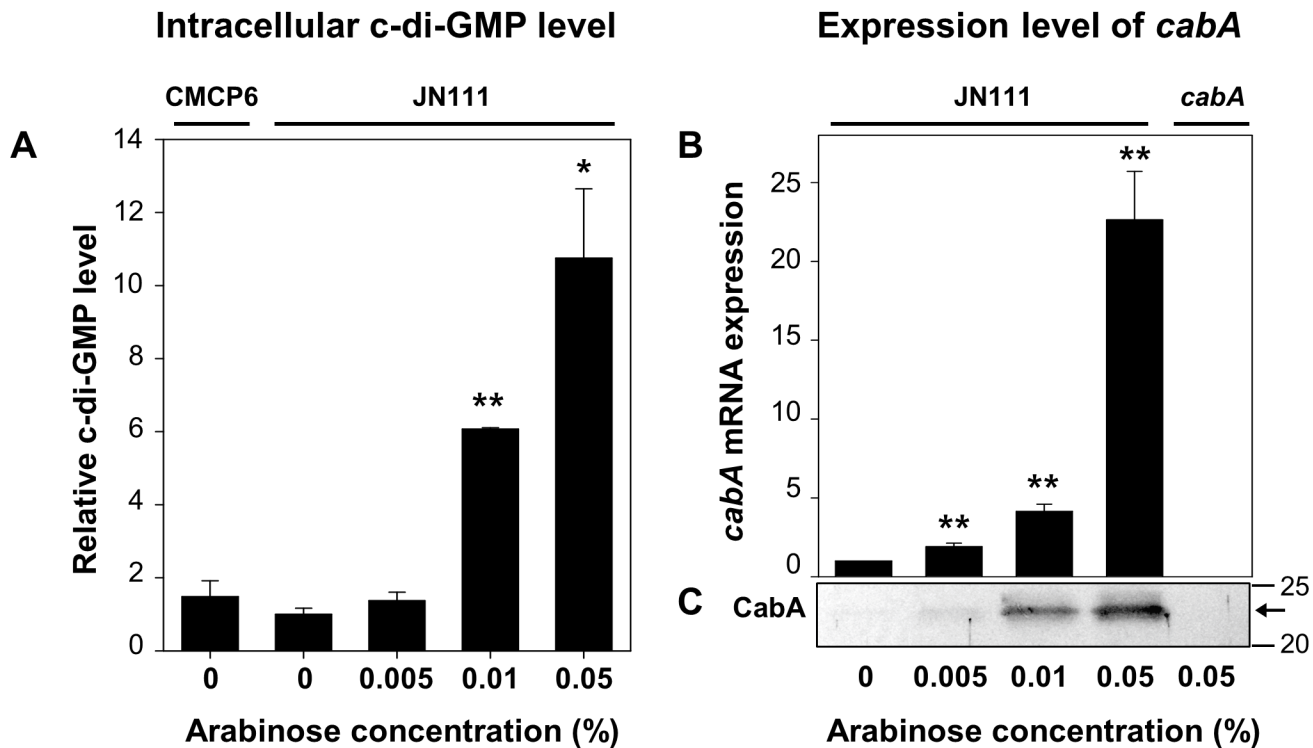 Intracellular c-di-GMP level
Expression level of cabA
CMCP6
JN111
JN111
cabA
A
B
14
12
10
8
6
4
2
0
Relative c-di-GMP level
**
*
0
0
0.005
0.01
0.05
Arabinose concentration (%)
25
20
15
10
5
0
cabA mRNA expression
**
**
**
C
CabA
25
20
0
0.005
0.01
0.05
0.05
Arabinose concentration (%)